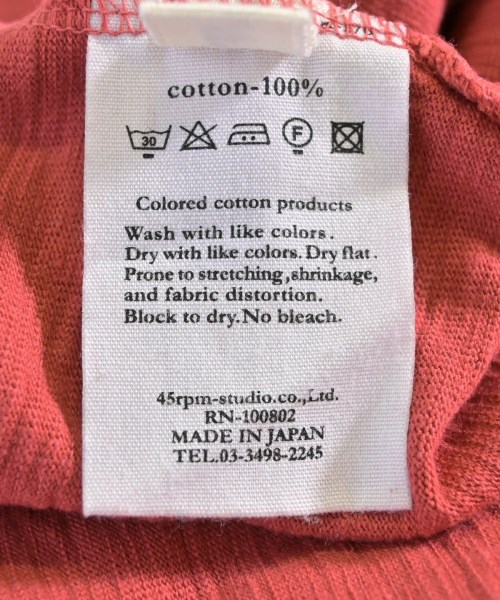 cotton-100%
30
F
Colored cotton products
Wash with like colors.
Dry with like colors. Dry flat.
Prone to stretching,shrinkage,
and fabric distortion.
Block to dry. No bleach.
45rpm-studio.co.,Ltd.
RN-100802
MADE IN JAPAN
TEL.03-3498-2245